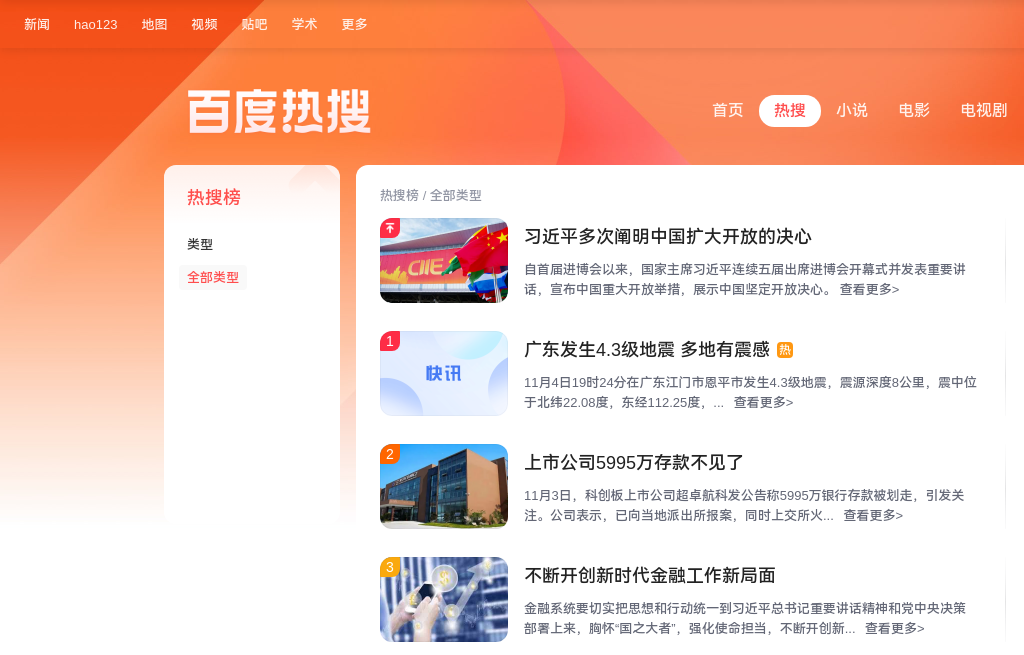 新闻 hao123 地图 视频 贴吧 学术 更多
百度热搜
首页 热搜 小说 电影 电视剧
热搜榜
类型
全部类型
热搜榜 / 全部类型
习近平多次阐明中国扩大开放的决心
自首届进博会以来，国家主席习近平连续五届出席进博会开幕式并发表重要讲
话，宣布中国重大开放举措，展示中国坚定开放决心。 查看更多>
CIIE
1
广东发生4.3级地震 多地有震感 热
快讯
11月4日19时24分在广东江门市恩平市发生4.3级地震，震源深度8公里，震中位
于北纬22.08度，东经112.25度，... 查看更多>
2
上市公司5995万存款不见了
11月3日，科创板上市公司超卓航科发公告称5995万银行存款被划走，引发关
注。公司表示，已向当地派出所报案，同时上交所火... 查看更多>
3
不断开创新时代金融工作新局面
金融系统要切实把思想和行动统一到习近平总书记重要讲话精神和党中央决策
部署上来，胸怀“国之大者”，强化使命担当，不断开创新... 查看更多>